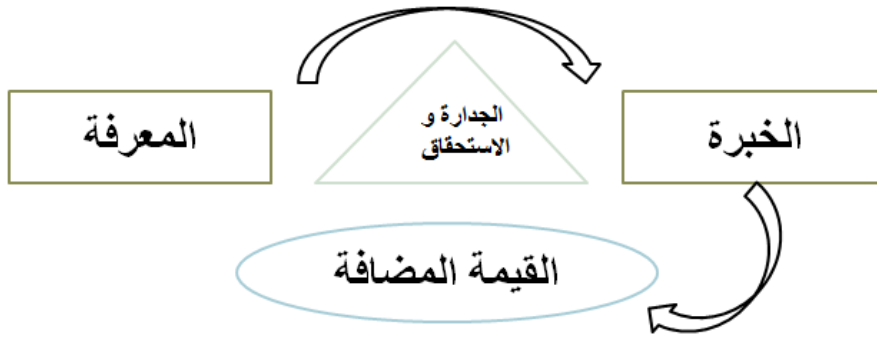 الجدارة و
الاستحقاق
الخبرة
المعرفة
القيمة المضافة